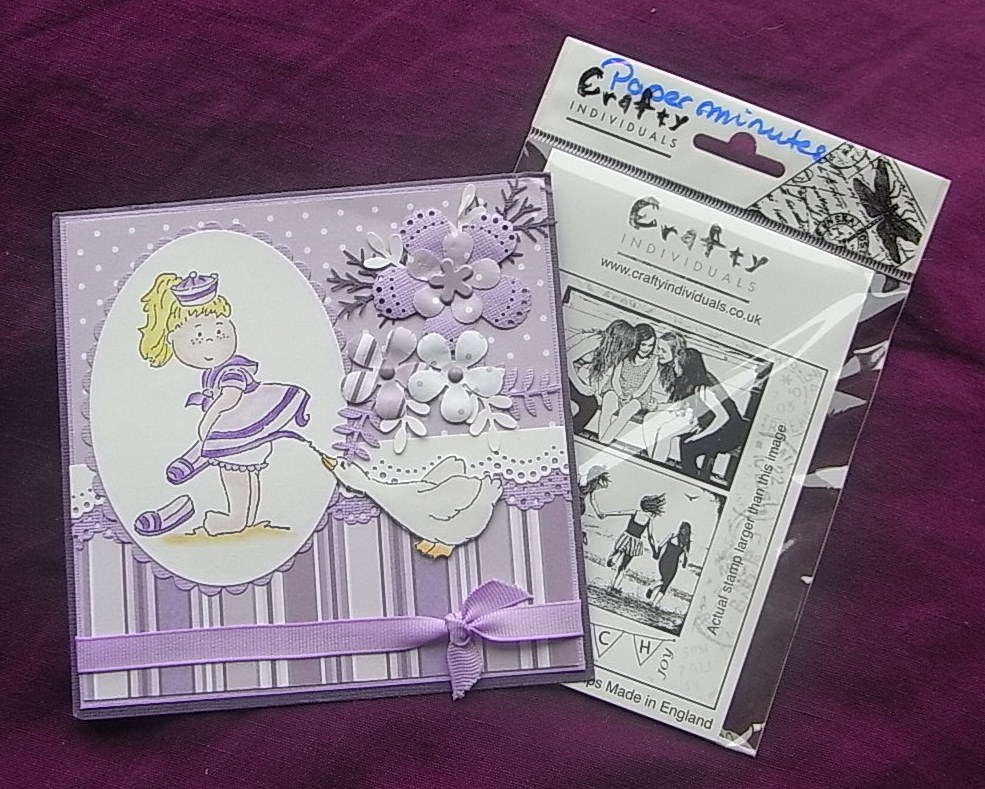 Paper minutes
Crafty
INDIVIDUALS
Crafty
INDIVIDUALS
www.craftyindividuals.co.uk
Actual stamp larger than this image
C H
ps Made in England